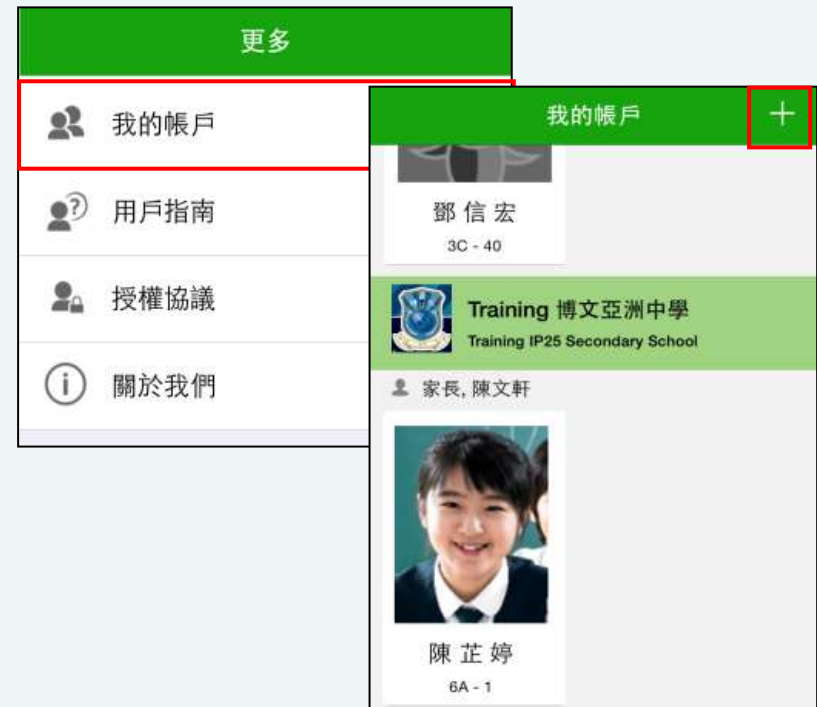 更多
我的帳戶
用戶指南
授權協議
關於我們
我的帳戶
鄧信宏
3C - 40
Training 博文亞洲中學
Training IP25 Secondary School
家長, 陳文軒
陳芷婷
6A - 1